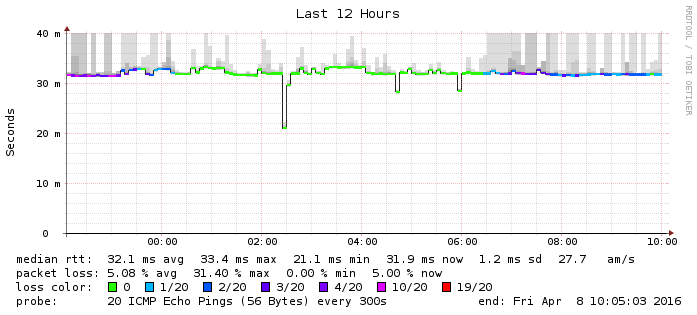 Last 12 Hours
RRDTOOL / TOBI OETIKER
Seconds
40 m
30 m
20 m
10 m
0
00:00 02:00 04:00 06:00 08:00 10:00
median rtt: 32.1 ms avg 33.4 ms max 21.1 ms min 31.9 ms now 1.2 ms sd 27.7 am/s
packet loss: 5.08 % avg 31.40 % max 0.00 % min 5.00 % now
loss color: 0 1/20 2/20 3/20 4/20 10/20 19/20
probe: 20 ICMP Echo Pings (56 Bytes) every 300s end: Fri Apr 8 10:05:03 2016